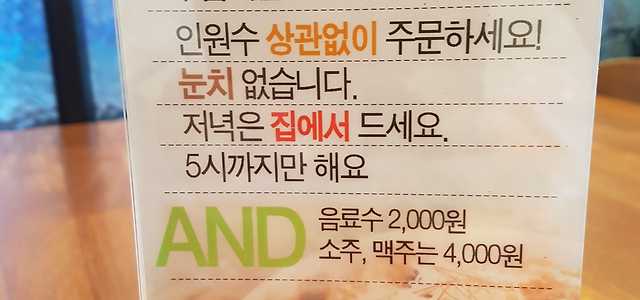 인원수 상관없이 주문하세요!
눈치 없습니다.
저녁은 집에서 드세요.
5시까지만 해요
AND
음료수 2,000원
소주, 맥주는 4,000원